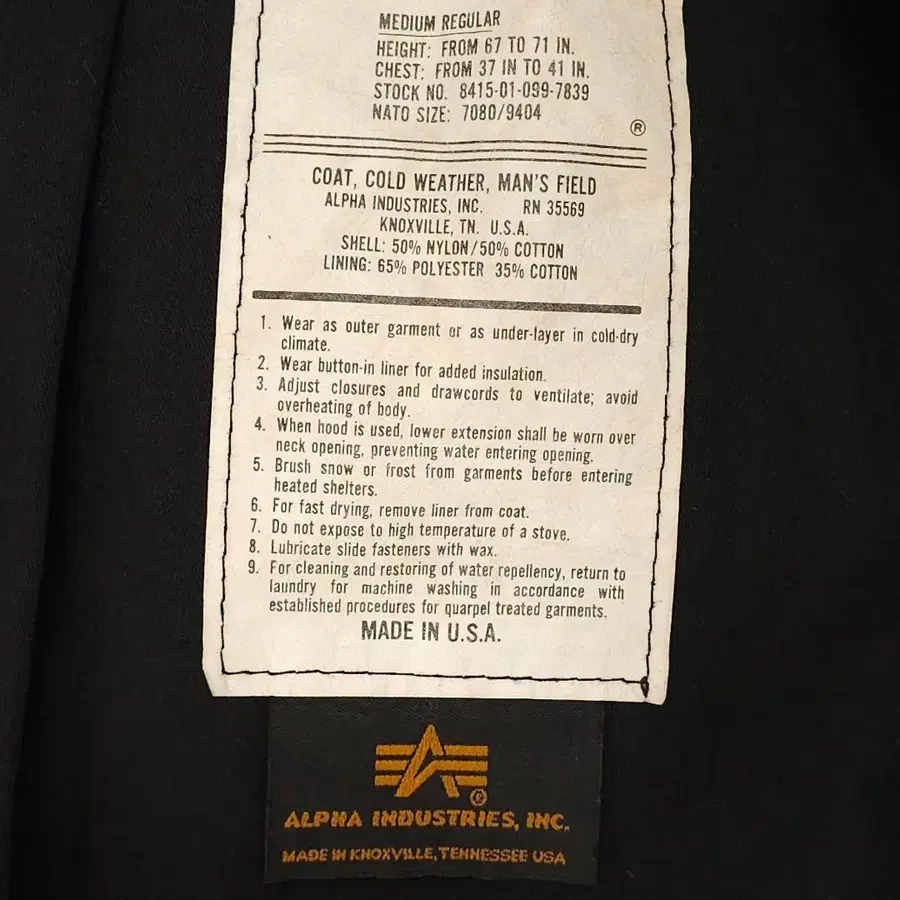 MEDIUM REGULAR
HEIGHT: FROM 67 TO 71 IN.
CHEST: FROM 37 IN TO 41 IN.
STOCK NO. 8415-01-099-7839
NATO SIZE: 7080/9404
®
COAT, COLD WEATHER, MAN'S FIELD
ALPHA INDUSTRIES, INC. RN 35569
KNOXVILLE, TN. U.S.A.
SHELL: 50% NYLON/50% COTTON
LINING: 65% POLYESTER 35% COTTON
1. Wear as outer garment or as under-layer in cold-dry
climate.
2. Wear button-in liner for added insulation.
3. Adjust closures and drawcords to ventilate; avoid
overheating of body.
4. When hood is used, lower extension shall be worn over
neck opening, preventing water entering opening.
5. Brush snow or frost from garments before entering
heated shelters.
6. For fast drying, remove liner from coat.
7. Do not expose to high temperature of a stove.
8. Lubricate slide fasteners with wax.
9. For cleaning and restoring of water repellency, return to
laundry for machine washing in accordance with
established procedures for quarpel treated garments.
MADE IN U.S.A.
®
ALPHA INDUSTRIES, INC.
MADE IN KNOXVILLE, TENNESSEE USA